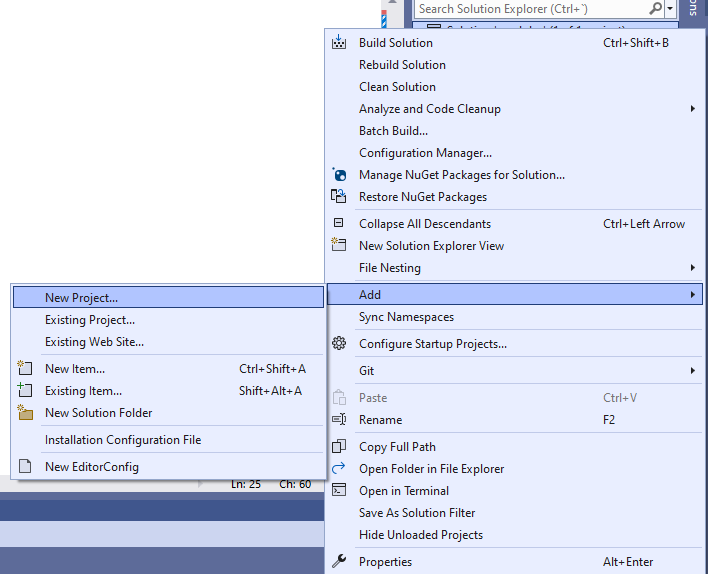 Search Solution Explorer (Ctrl+`)
Build Solution Ctrl+Shift+B
Rebuild Solution
Clean Solution
Analyze and Code Cleanup
Batch Build...
Configuration Manager...
Manage NuGet Packages for Solution...
Restore NuGet Packages
Collapse All Descendants Ctrl+Left Arrow
New Solution Explorer View
File Nesting
Add
Sync Namespaces
Configure Startup Projects...
Git
Paste Ctrl+V
Rename F2
Copy Full Path
Open Folder in File Explorer
Open in Terminal
Save As Solution Filter
Hide Unloaded Projects
Properties Alt+Enter
New Project...
Existing Project...
Existing Web Site...
New Item... Ctrl+Shift+A
Existing Item... Shift+Alt+A
New Solution Folder
Installation Configuration File
New EditorConfig
Ln: 25 Ch: 60